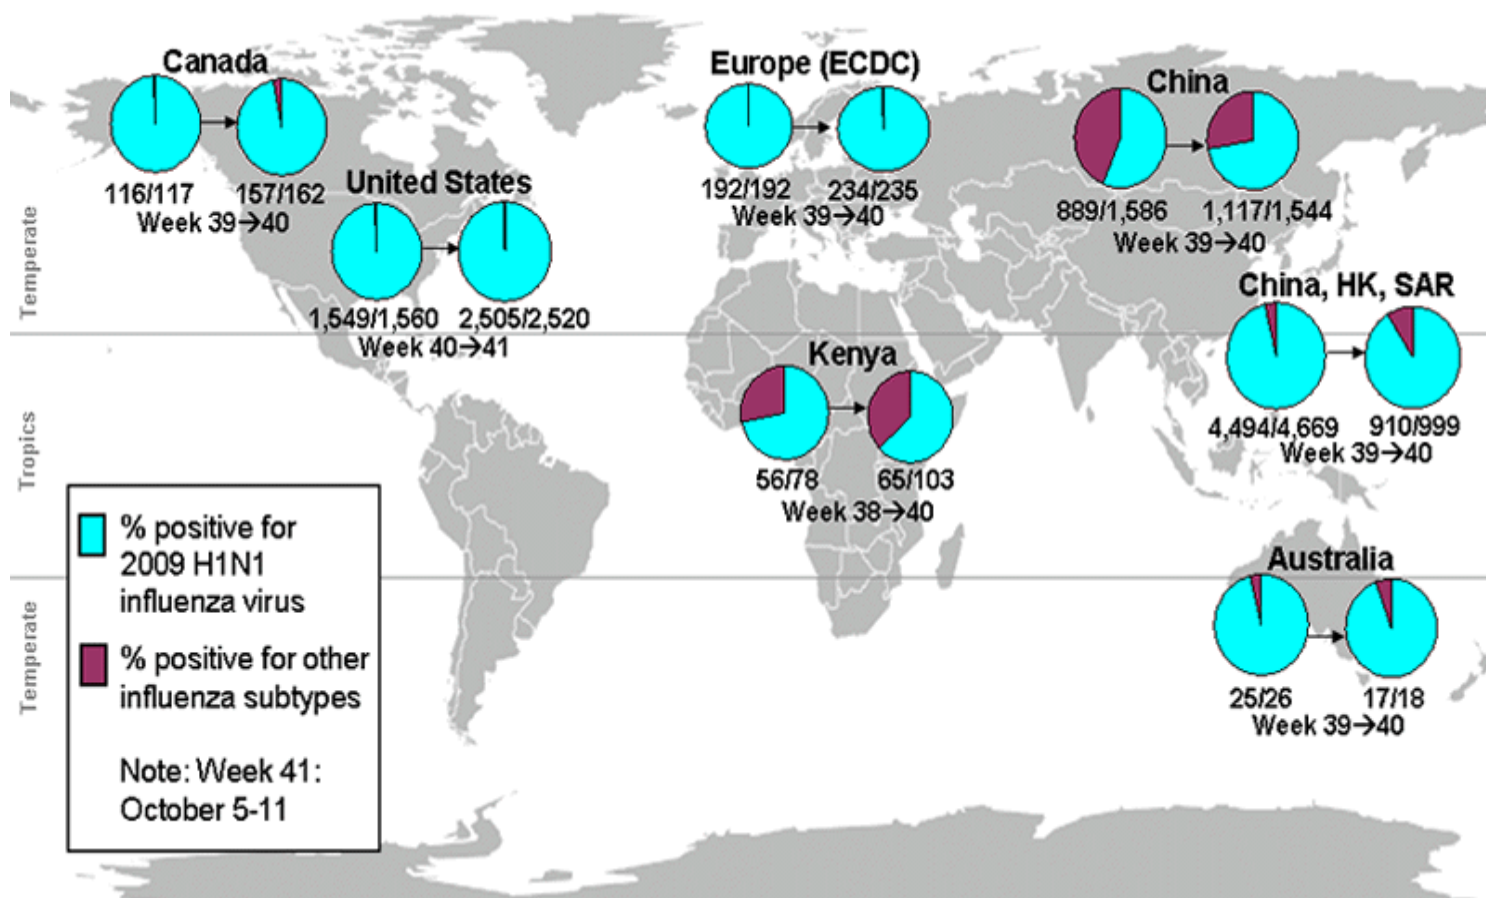 Canada
116/117 157/162
Week 39→40
United States
1,549/1,560 2,505/2,520
Week 40→41
Europe (ECDC)
192/192 234/235
Week 39→40
China
889/1,586 1,117/1,544
Week 39→40
China, HK, SAR
4,494/4,669 910/999
Week 39→40
Kenya
56/78 65/103
Week 38→40
Australia
25/26 17/18
Week 39→40
Temperate
Tropics
Temperate
% positive for
2009 H1N1
influenza virus
% positive for other
influenza subtypes
Note: Week 41:
October 5-11